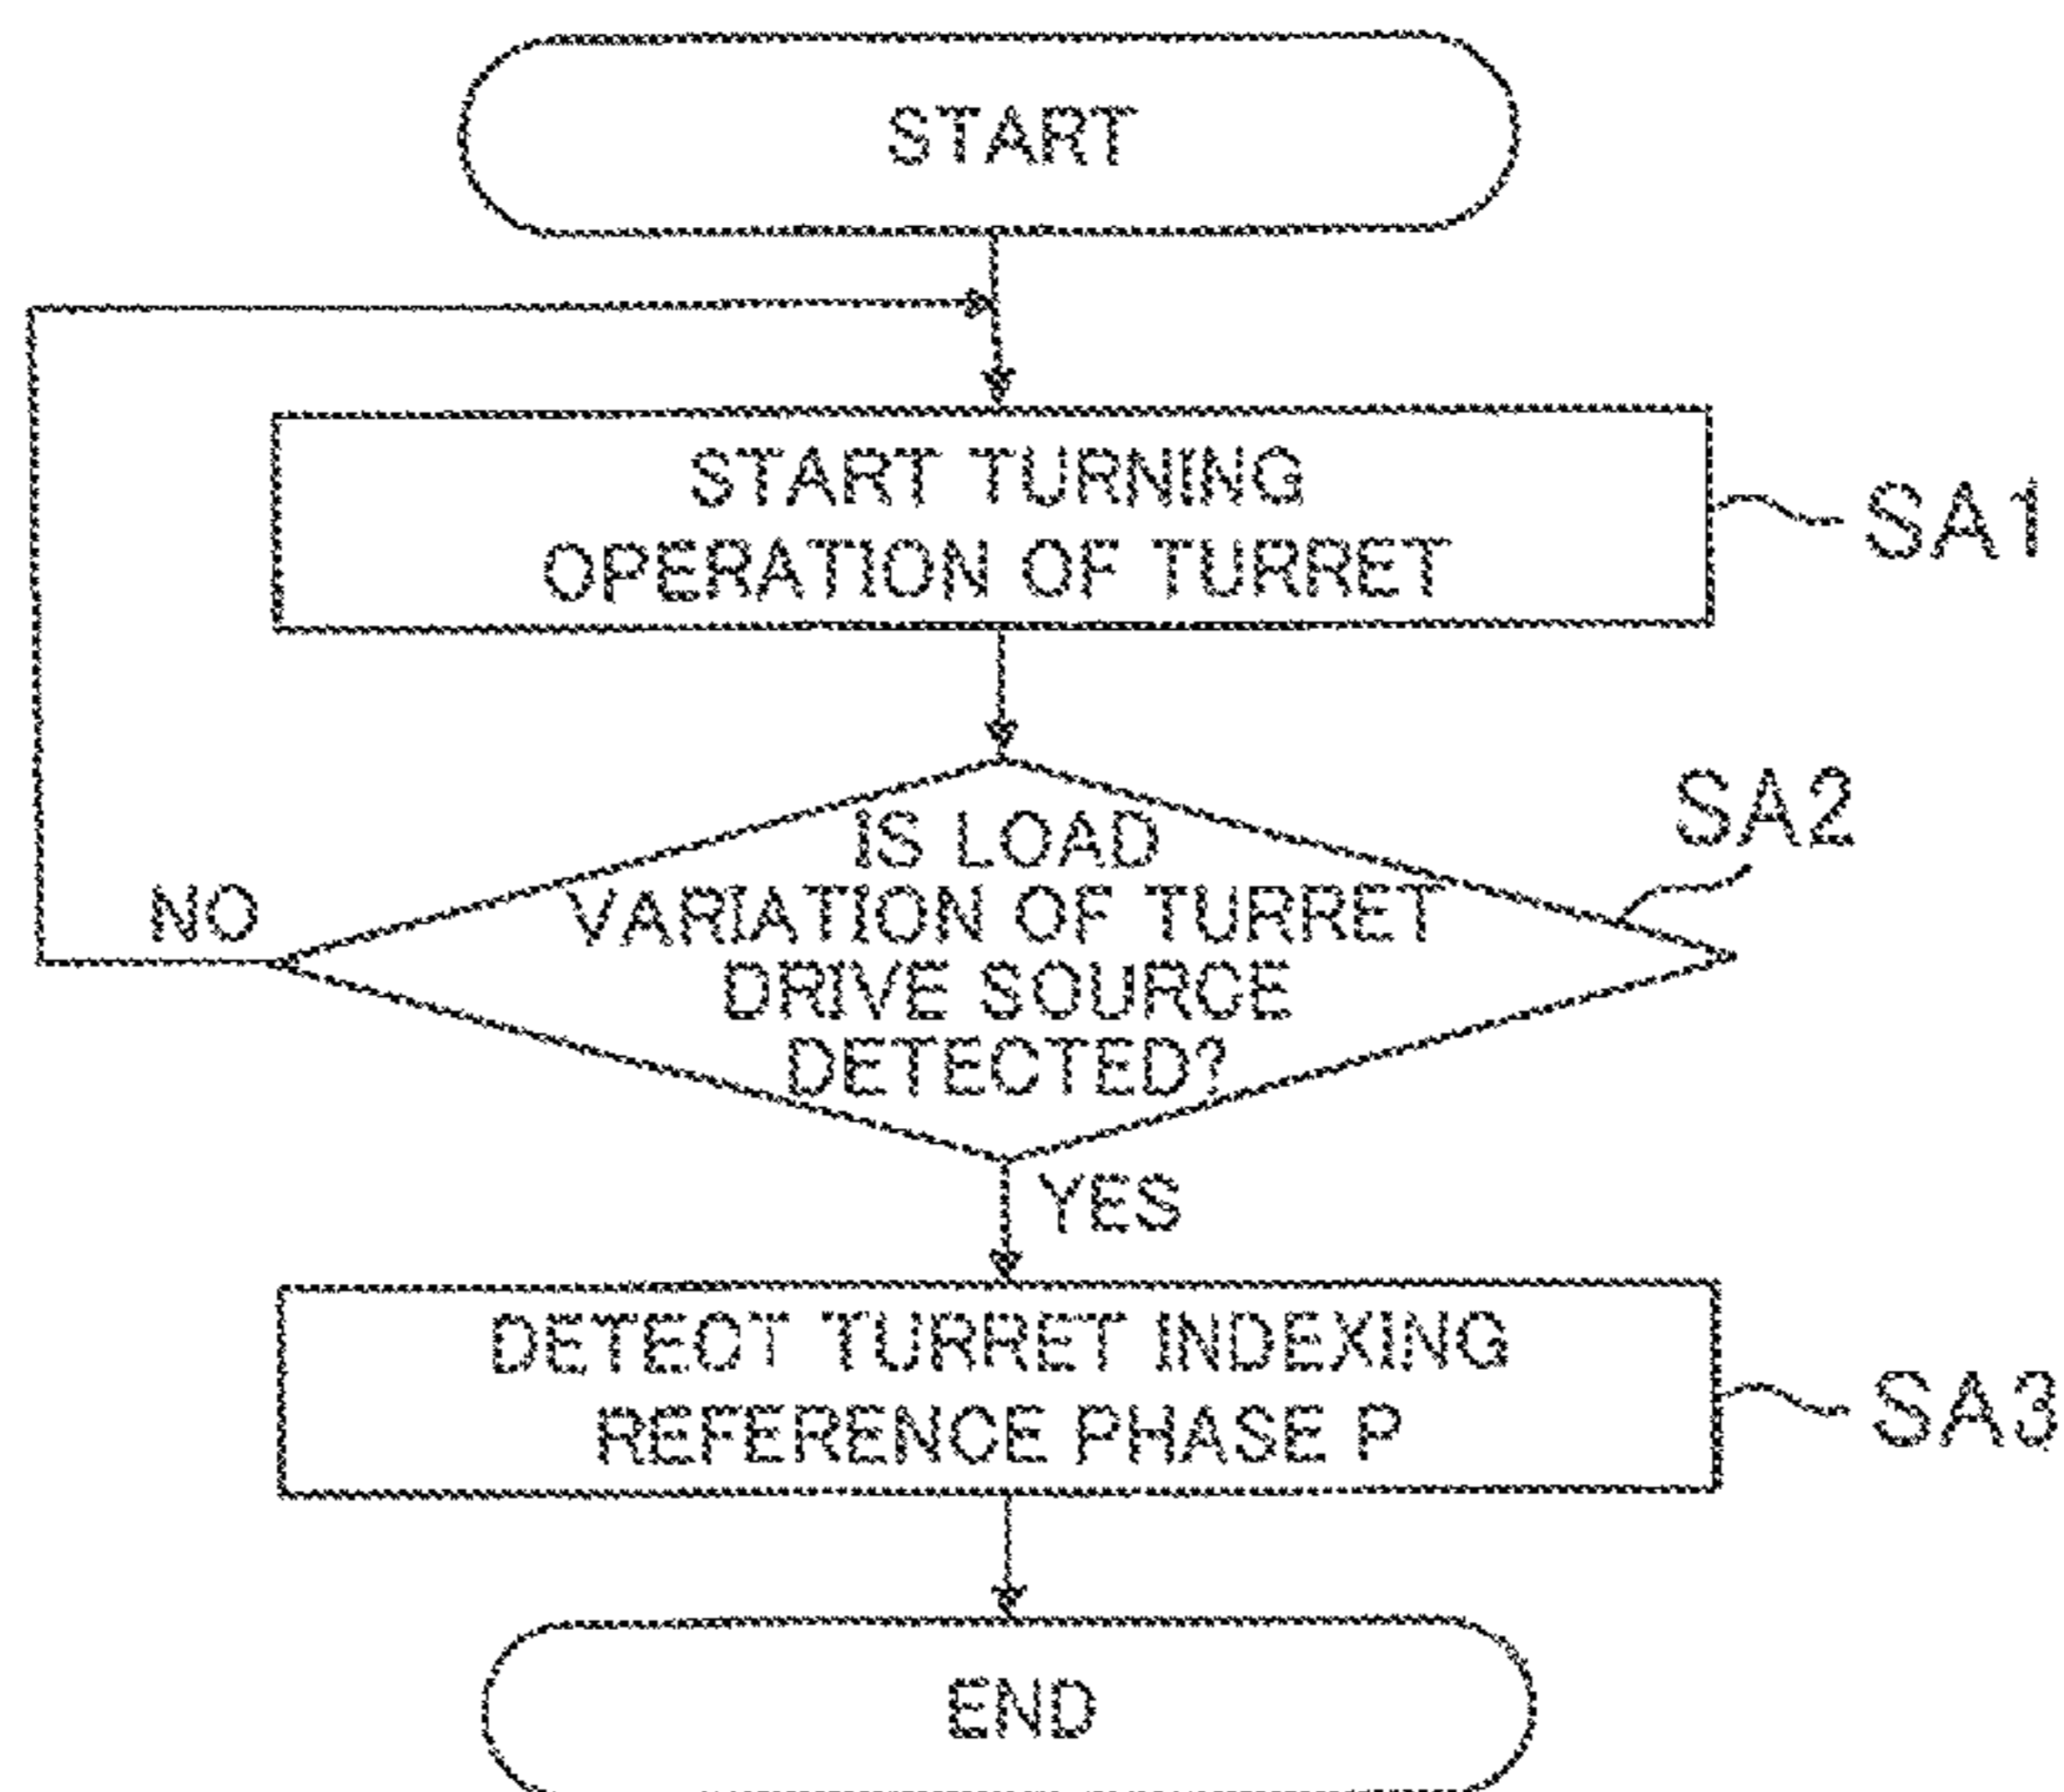 START
START TURNING
OPERATION OF TURRET
SA1
IS LOAD
VARIATION OF TURRET
DRIVE SOURCE
DETECTED?
SA2
NO
YES
DETECT TURRET INDEXING
REFERENCE PHASE P
SA3
END